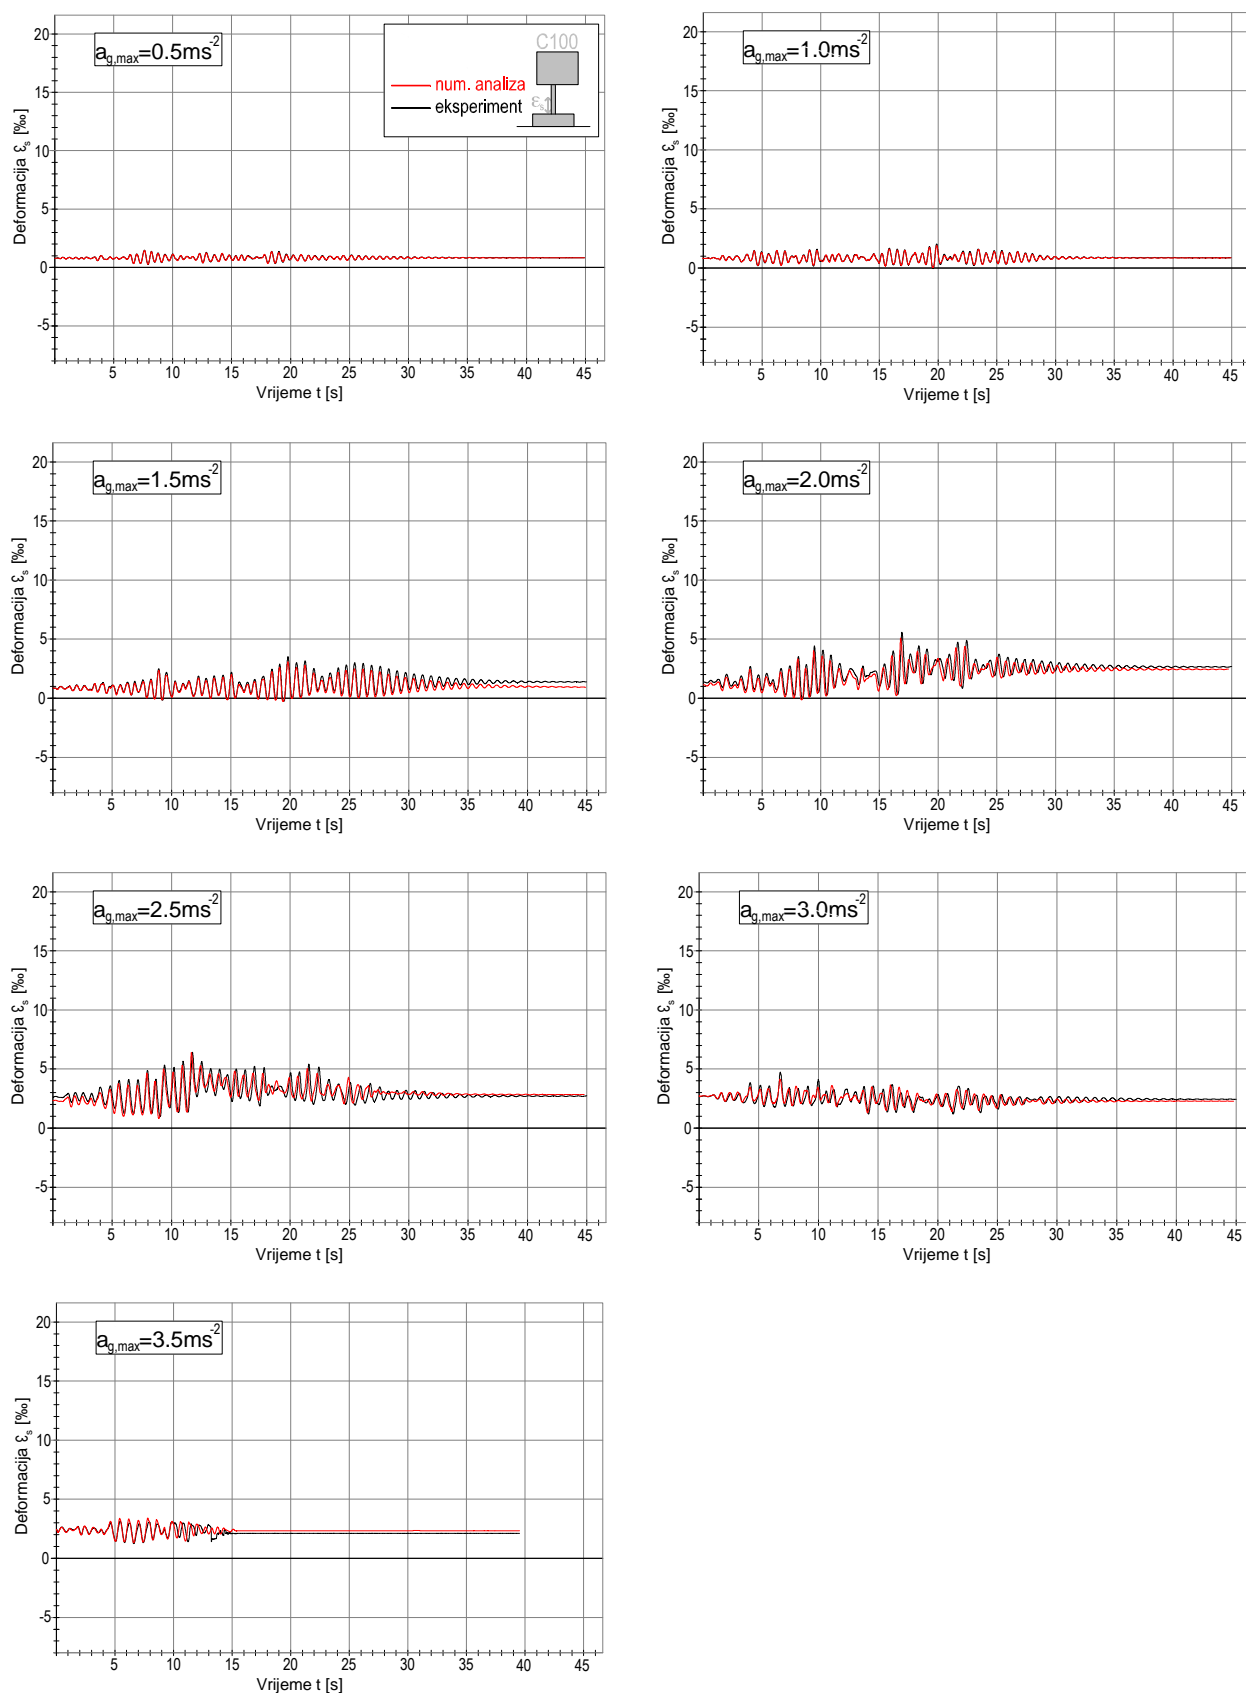 a_g,max=0.5ms^-2
C100
num. analiza
eksperiment
ε_s
Deformacija ε_s [‰]
20
15
10
5
0
-5
5 10 15 20 25 30 35 40 45
Vrijeme t [s]
a_g,max=1.0ms^-2
Deformacija ε_s [‰]
20
15
10
5
0
-5
5 10 15 20 25 30 35 40 45
Vrijeme t [s]
a_g,max=1.5ms^-2
Deformacija ε_s [‰]
20
15
10
5
0
-5
5 10 15 20 25 30 35 40 45
Vrijeme t [s]
a_g,max=2.0ms^-2
Deformacija ε_s [‰]
20
15
10
5
0
-5
5 10 15 20 25 30 35 40 45
Vrijeme t [s]
a_g,max=2.5ms^-2
Deformacija ε_s [‰]
20
15
10
5
0
-5
5 10 15 20 25 30 35 40 45
Vrijeme t [s]
a_g,max=3.0ms^-2
Deformacija ε_s [‰]
20
15
10
5
0
-5
5 10 15 20 25 30 35 40 45
Vrijeme t [s]
a_g,max=3.5ms^-2
Deformacija ε_s [‰]
20
15
10
5
0
-5
5 10 15 20 25 30 35 40 45
Vrijeme t [s]